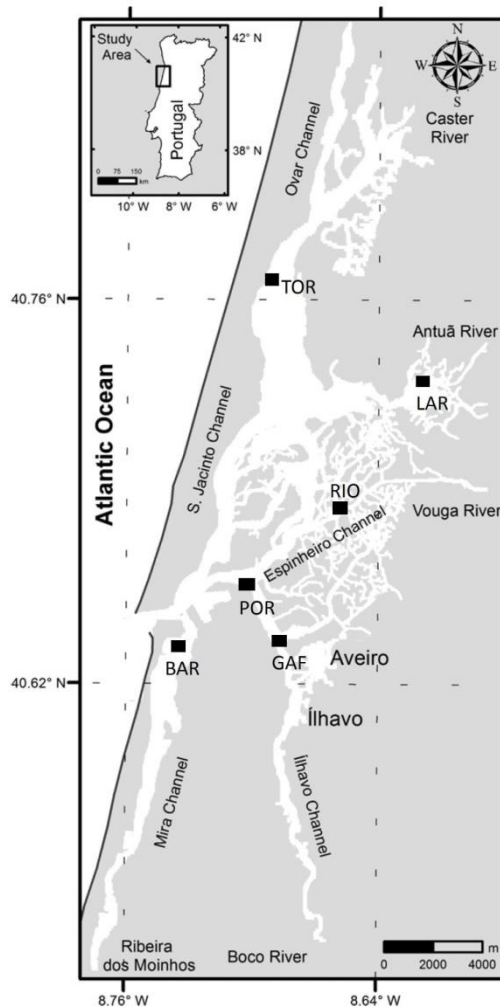 42° N
Study
Area
Portugal
38° N
0 75 150
km
10° W
8° W
N
W
E
S
Caster
River
Ovar Channel
TOR
40.76° N
Antuã River
LAR
Atlantic Ocean
S. Jacinto Channel
RIO
Espinheiro Channel
Vouga River
POR
BAR
GAF
Aveiro
40.62° N
Ílhavo
Mira Channel
Ílhavo Channel
Ribeira
dos Moinhos
Boco River
0 2000 4000 m
8.76° W
8.64° W